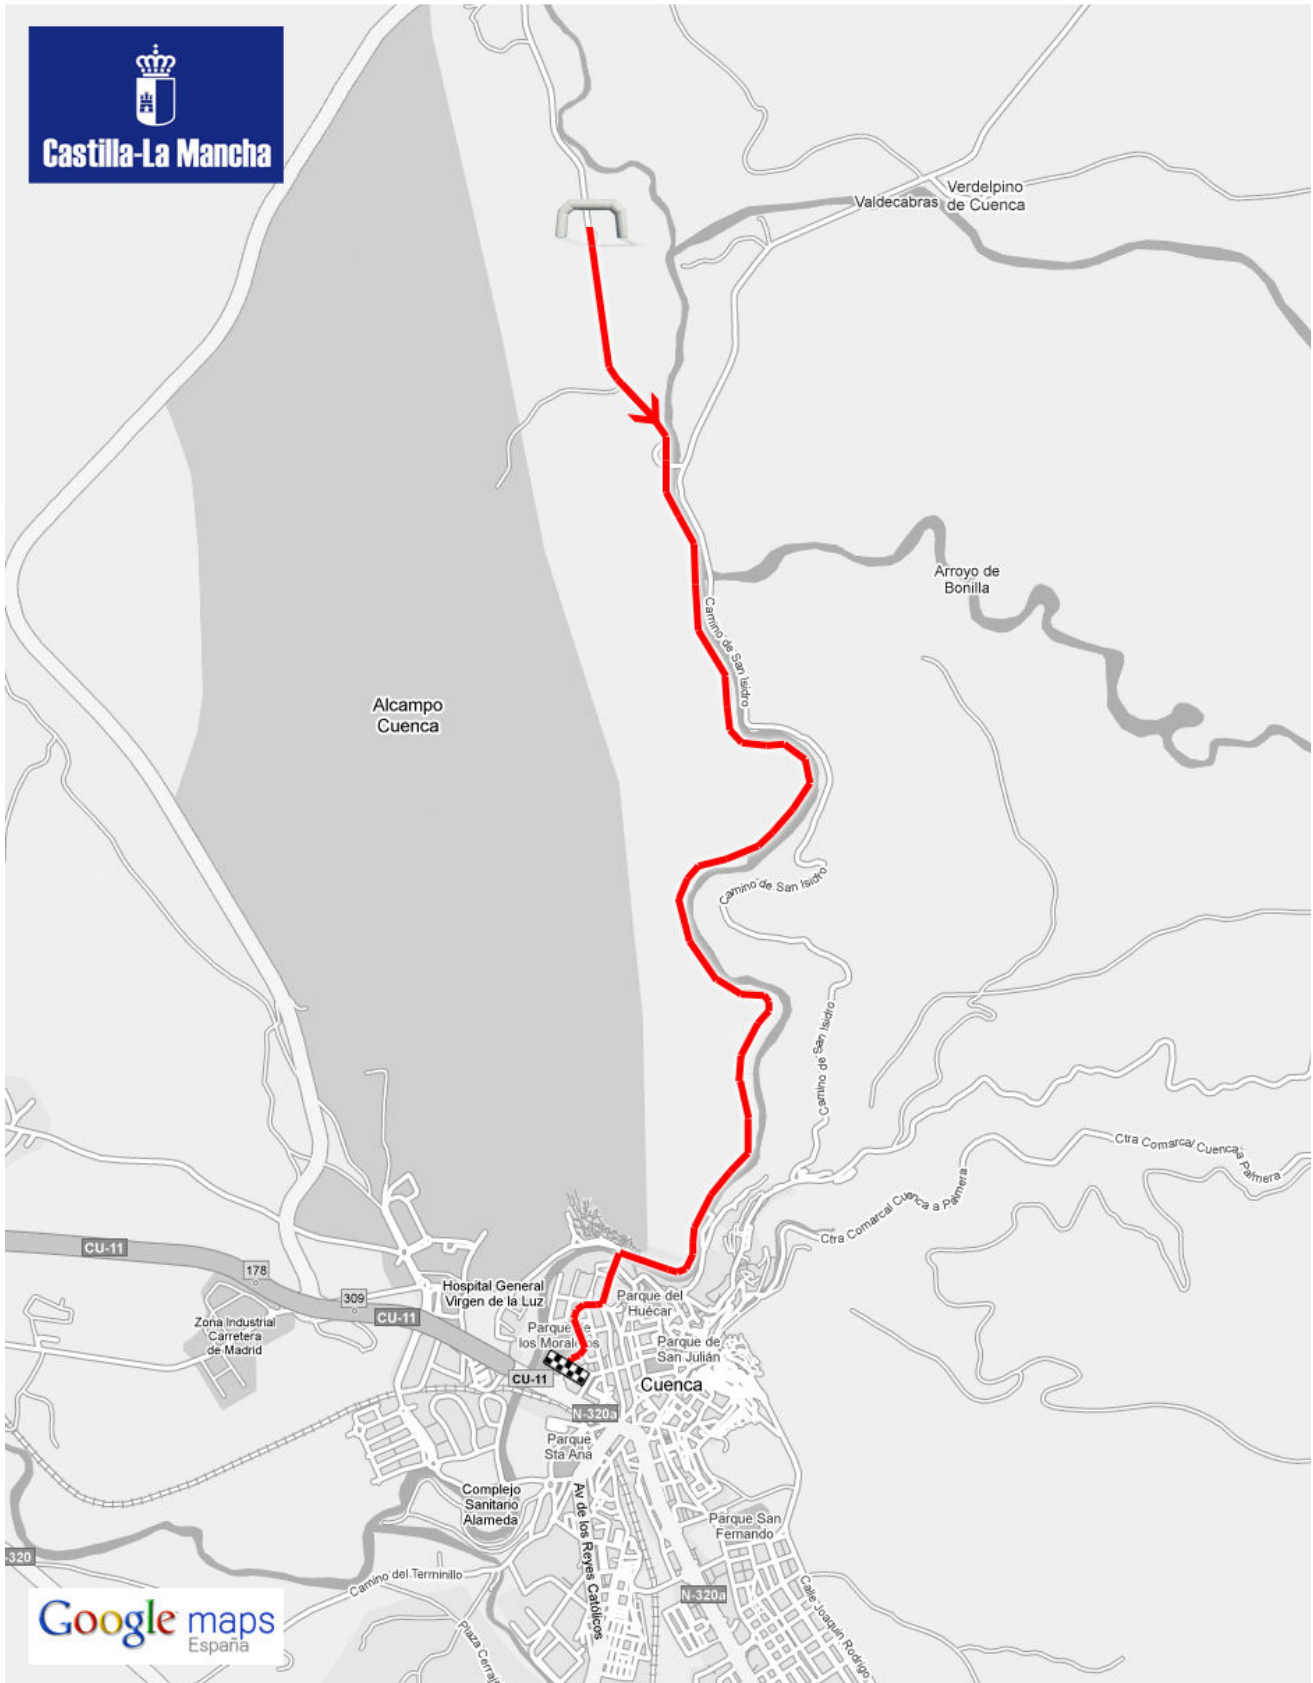 Castilla-La Mancha
Valdecabras
Verdelpino
de Cuenca
Arroyo de
Bonilla
Camino de San Isidro
Alcampo
Cuenca
Camino de San Isidro
Camino de San Isidro
Ctra Comarcal Cuenca a Palmera
Ctra Comarcal Cuenca a Palmera
CU-11
178
309
CU-11
Hospital General
Virgen de la Luz
Parque del
Huécar
Zona Industrial
Carretera
de Madrid
Parque de
los Moralejos
Parque de
San Julián
CU-11
Cuenca
N-320a
Parque
Sta Ana
Complejo
Sanitario
Alameda
Av de los Reyes Católicos
Parque San
Fernando
-320
Camino del Terminillo
N-320a
Calle Joaquín Rodrigo
Plaza Cerraje
Google maps
España